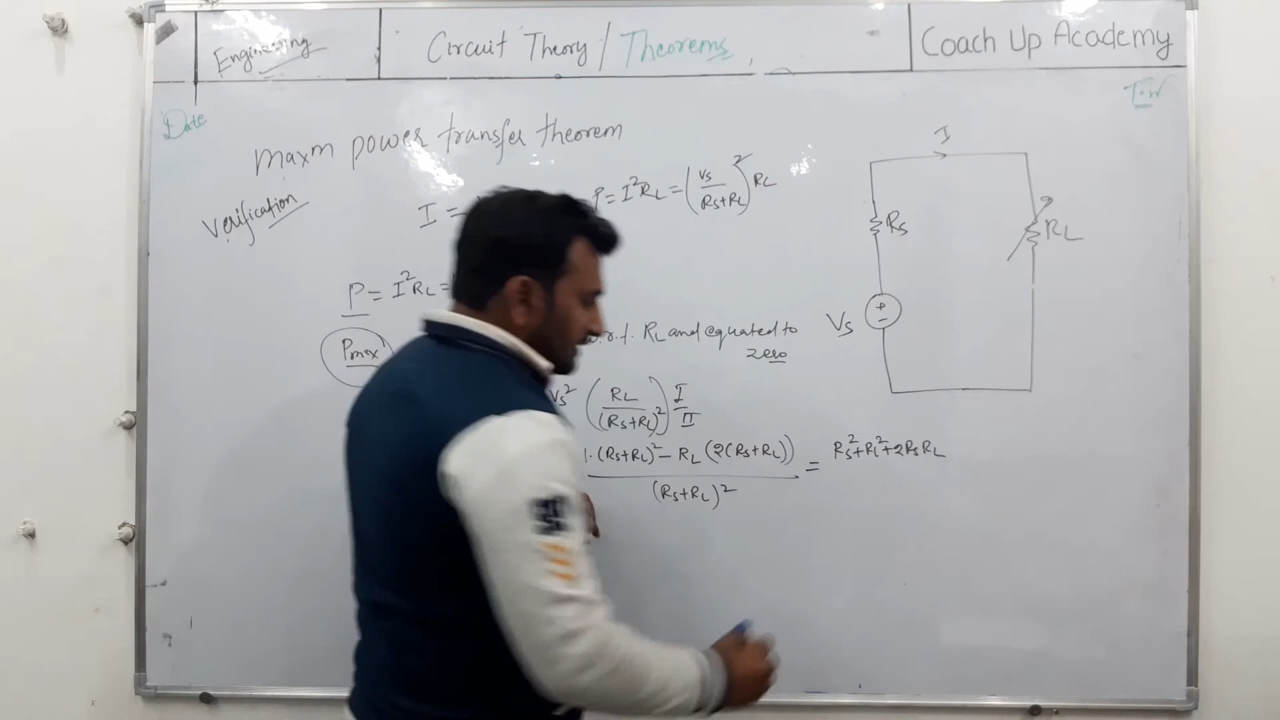 Engineering
Circuit Theory / Theorems
Coach Up Academy
Date
T.W
Maxm power transfer theorem
Verification
I =
P = I²RL = (Vs/(Rs+RL))² RL
P = I²RL =
Pmax
w.r.t. RL and equated to
zero
Vs² (RL/(Rs+RL)²) I/II
1·(Rs+RL)² − RL (2(Rs+RL))/(Rs+RL)² = Rs²+RL²+2RsRL
I
Rs
RL
Vs
+
−